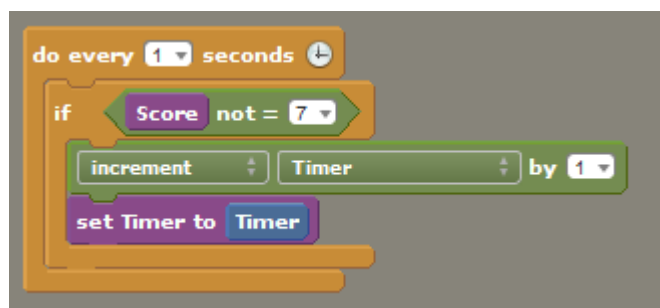 do every 1 seconds
if Score not = 7
increment Timer by 1
set Timer to Timer